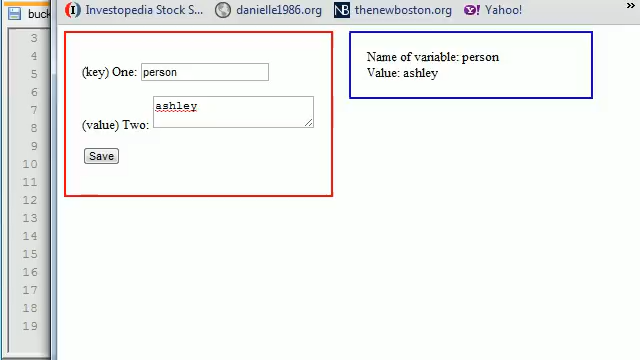 buck
Investopedia Stock S...
danielle1986.org
thenewboston.org
Yahoo!
»
3
4
5
6
7
8
9
10
11
12
13
14
15
16
17
18
19
(key) One: person
(value) Two: ashley
Save
Name of variable: person
Value: ashley